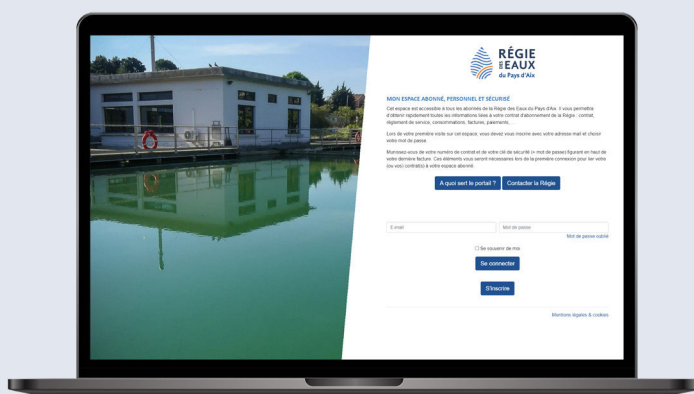 RÉGIE
DES EAUX
du Pays d'Aix
MON ESPACE ABONNÉ, PERSONNEL ET SÉCURISÉ
Cet espace est accessible à tous les abonnés de la Régie des Eaux du Pays d'Aix. Il vous permettra
d'obtenir rapidement toutes les informations liées à votre contrat d'abonnement de la Régie : contrat,
règlement de service, consommations, factures, paiements...
Lors de votre première visite sur cet espace, vous devez vous inscrire avec votre adresse mail et choisir
votre mot de passe
Munissez-vous de votre numéro de contrat et de votre clé de sécurité (≠ mot de passe) figurant en haut de
votre dernière facture. Ces éléments vous seront nécessaires lors de la première connexion pour lier votre
(ou vos) contrat(s) à votre espace abonné.
A quoi sert le portail ? Contacter la Régie
E-mail Mot de passe
Mot de passe oublié
Se souvenir de moi
Se connecter
S'inscrire
Mentions légales & cookies